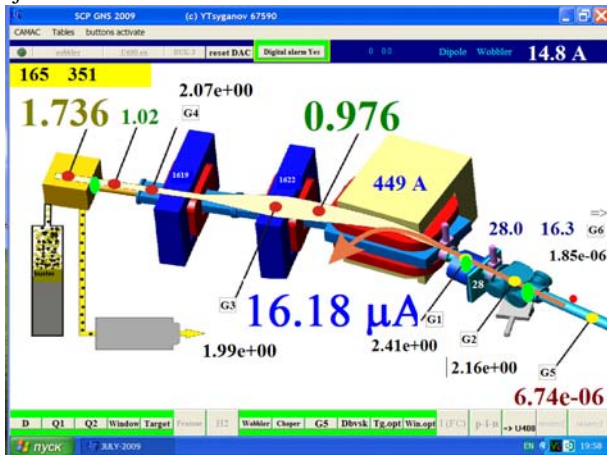 SCP GNS 2009 (c) YTsyganov 67590
CAMAC Tables buttons activate
wobbler reset DAC Digital alarm Yes 0 00 Dipole Wobbler 14.8 A
165 351
2.07e+00
1.736 1.02 G4 0.976
1619
1622
449 A
28.0 16.3 G6
=>
1.85e-06
G3
16.18 µA G1 28
G2
1.99e+00 2.41e+00
2.16e+00 G5
6.74e-06
D Q1 Q2 Window Target H2 Wobbler Choper G5 Dbvsk Tg.opt Win.opt I (FC) p-i-n => U400
пуск JULY-2009 EN 19:58